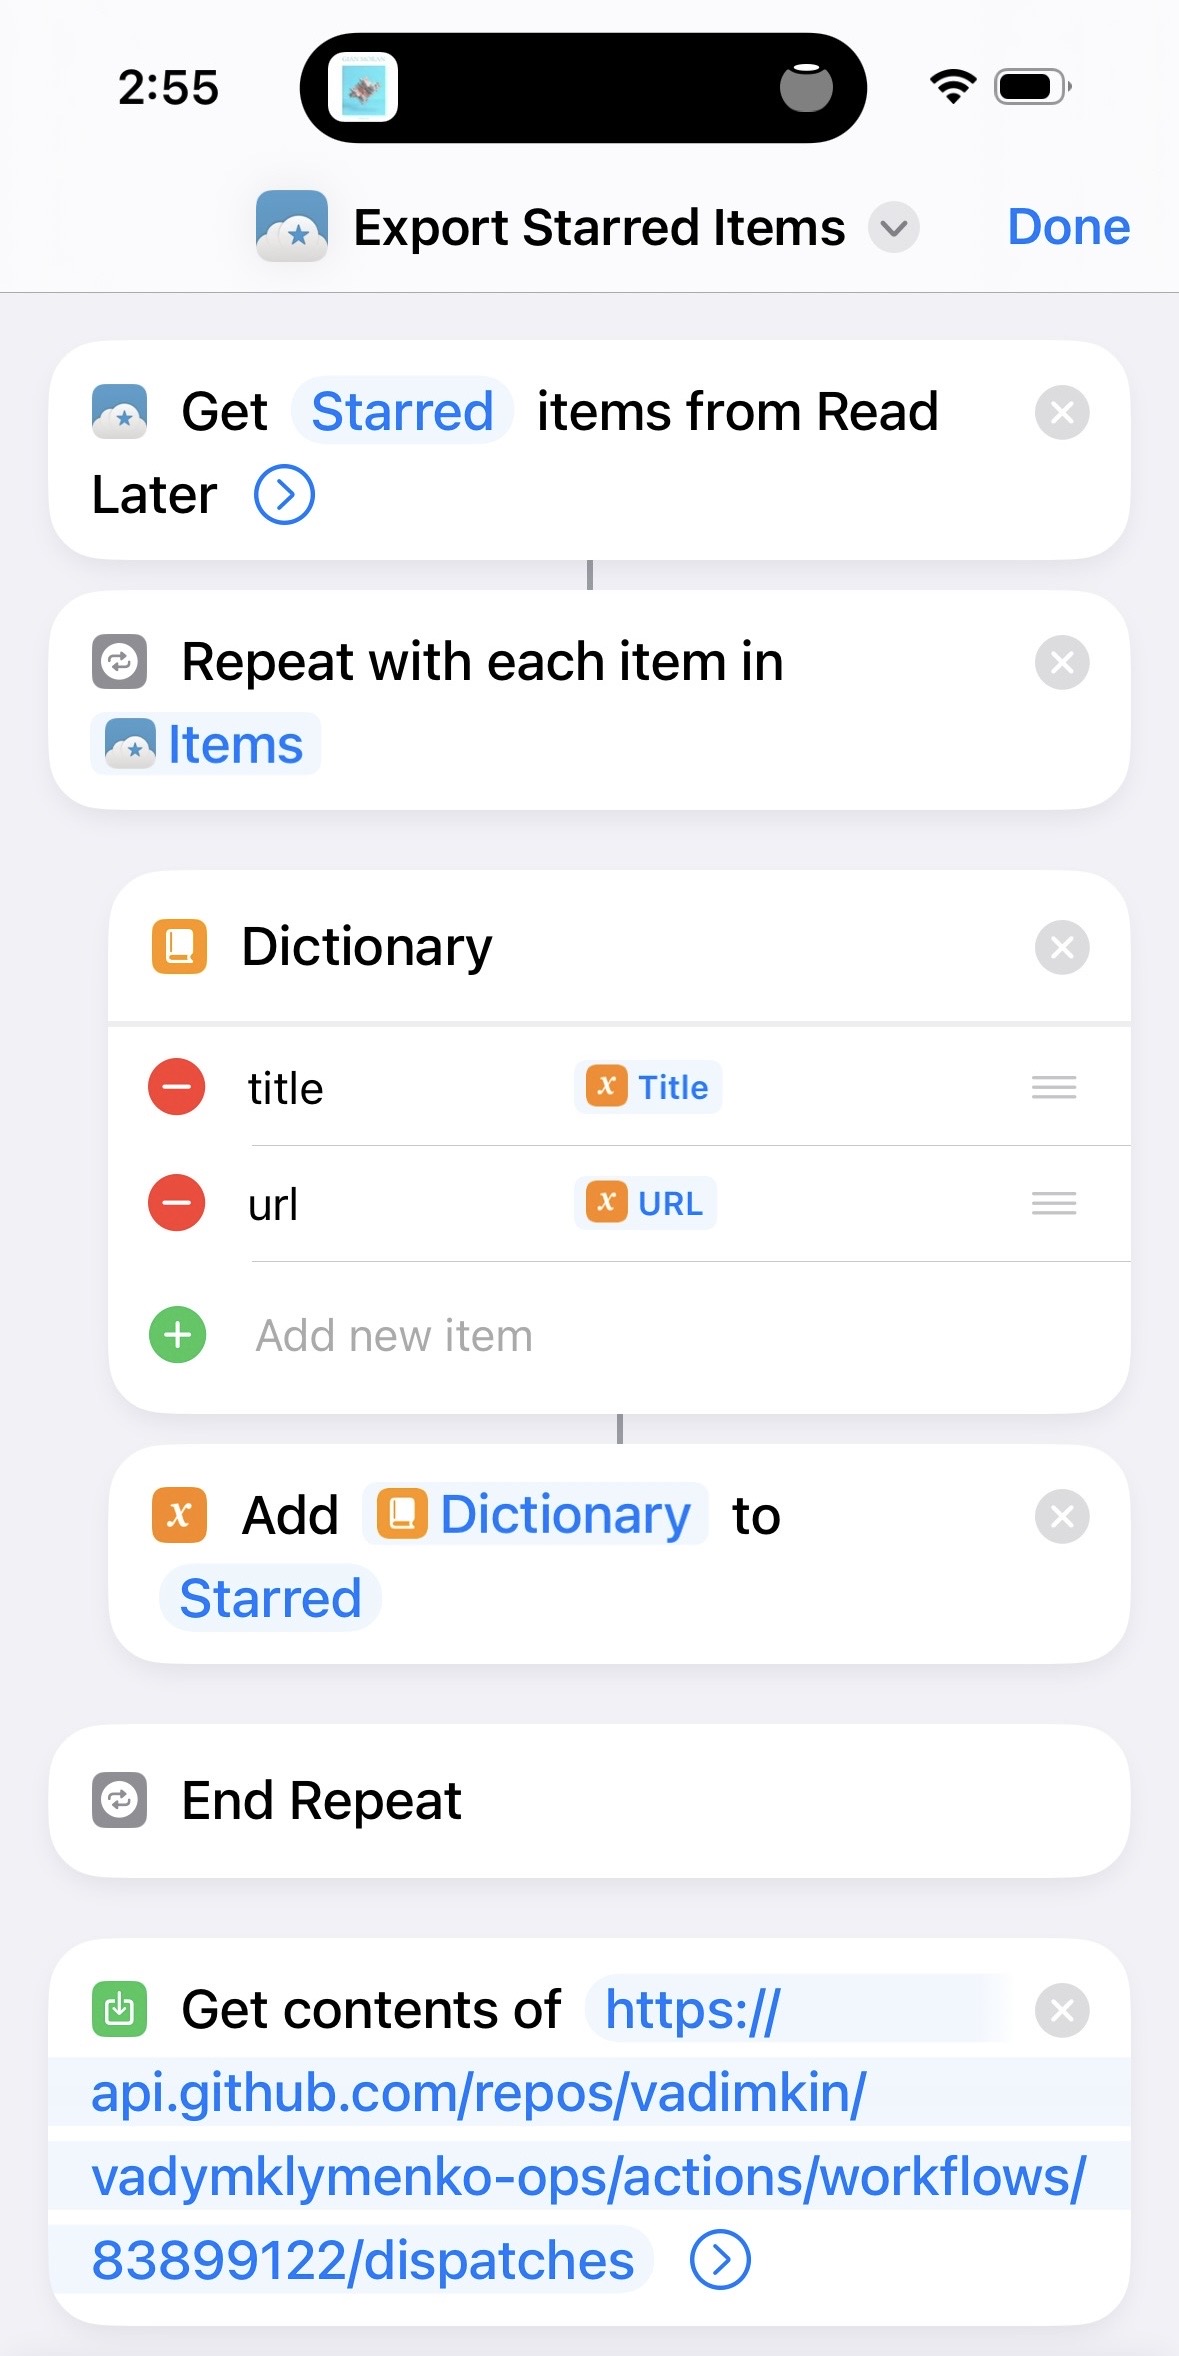 2:55
Export Starred Items
Done
Get Starred items from Read
Later
Repeat with each item in
Items
Dictionary
title
x Title
url
x URL
Add new item
x Add Dictionary to
Starred
End Repeat
Get contents of https://
api.github.com/repos/vadimkin/
vadymklymenko-ops/actions/workflows/
83899122/dispatches